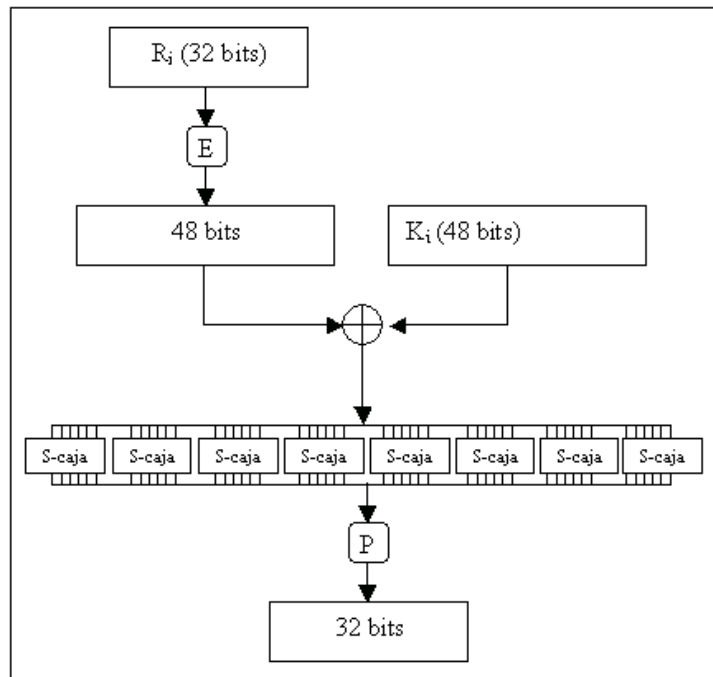 Rᵢ (32 bits)
E
48 bits
Kᵢ (48 bits)
S-caja S-caja S-caja S-caja S-caja S-caja S-caja S-caja
P
32 bits